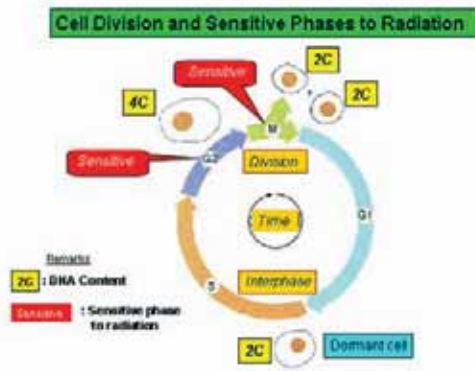 Cell Division and Sensitive Phases to Radiation
2C
Sensitive
4C
2C
M
Sensitive
G2
Division
Time
G1
Remarks
2C : DNA Content
Interphase
S
Sensitive : Sensitive phase
to radiation
2C
Dormant cell